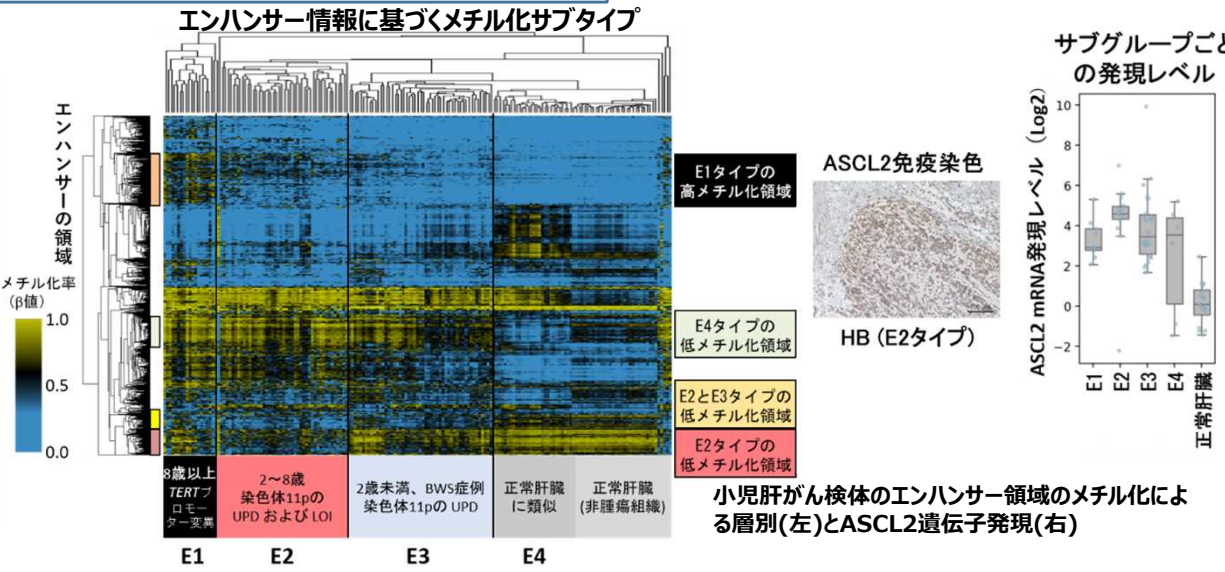 エンハンサー情報に基づくメチル化サブタイプ
エンハンサーの領域
メチル化率
(β値)
1.0
0.5
0.0
E1タイプの
高メチル化領域
E4タイプの
低メチル化領域
E2とE3タイプの
低メチル化領域
E2タイプの
低メチル化領域
8歳以上
TERTプ
ロモー
ター変異
2～8歳
染色体11pの
UPD および LOI
2歳未満、BWS症例
染色体11pの UPD
正常肝臓
に類似
正常肝臓
(非腫瘍組織)
E1
E2
E3
E4
ASCL2免疫染色
HB (E2タイプ)
サブグループごと
の発現レベル
ASCL2 mRNA発現レベル (Log2)
10
8
6
4
2
0
−2
E1
E2
E3
E4
正常肝臓
小児肝がん検体のエンハンサー領域のメチル化によ
る層別(左)とASCL2遺伝子発現(右)